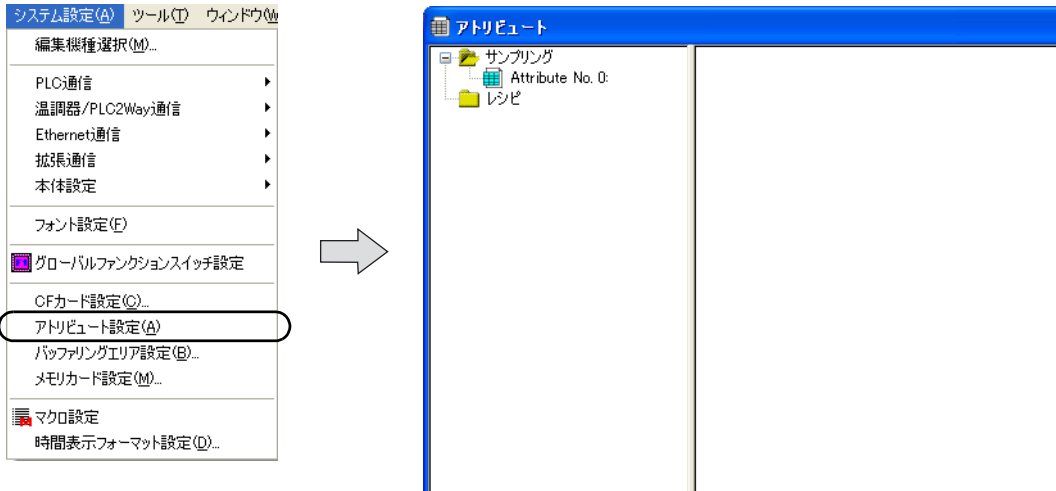 システム設定(A) ツール(T) ウィンドウ(W
編集機種選択(M)...
PLC通信
温調器/PLC2Way通信
Ethernet通信
拡張通信
本体設定
フォント設定(F)
グローバルファンクションスイッチ設定
CFカード設定(C)...
アトリビュート設定(A)
バッファリングエリア設定(B)...
メモリカード設定(M)...
マクロ設定
時間表示フォーマット設定(D)...
アトリビュート
サンプリング
Attribute No. 0:
レシピ